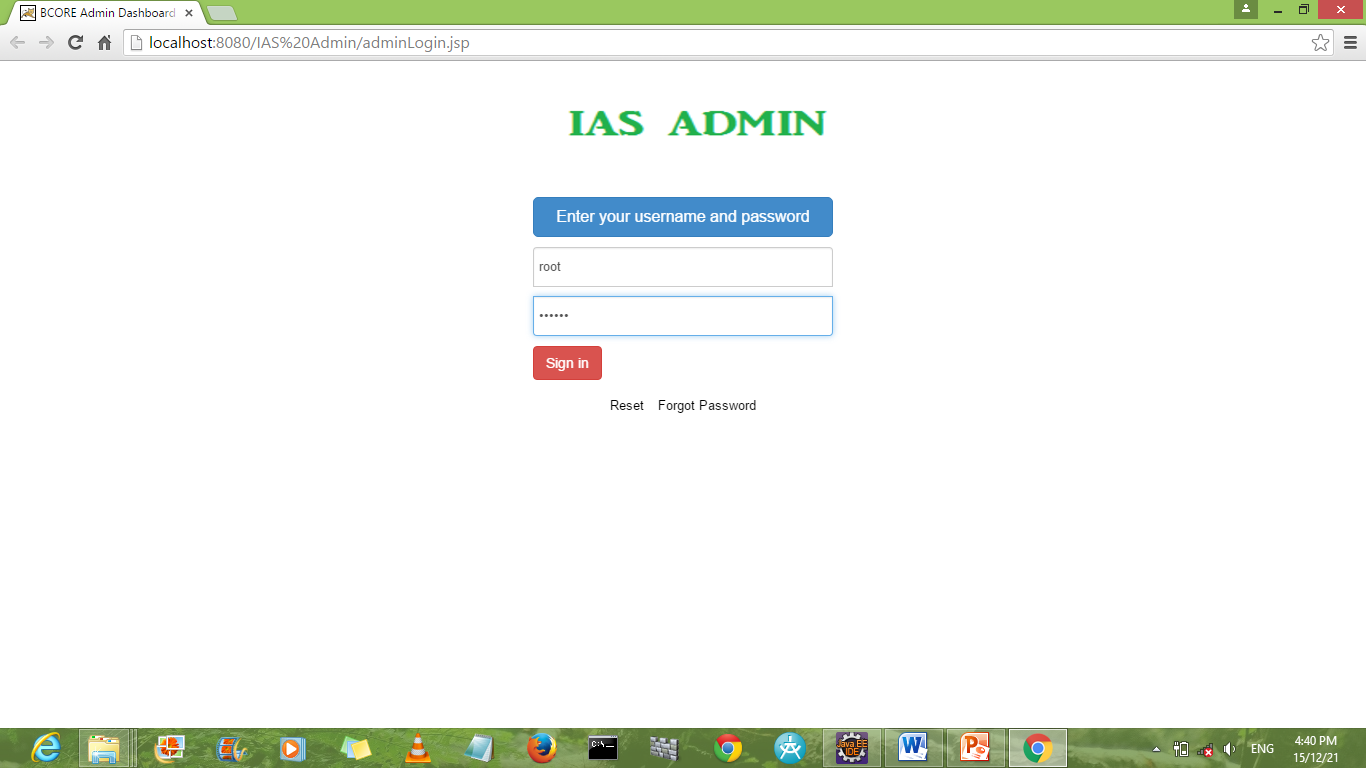 BCORE Admin Dashboard
localhost:8080/IAS%20Admin/adminLogin.jsp
IAS ADMIN
Enter your username and password
root
••••••
Sign in
Reset Forgot Password
C:\_
Java EE
IDE
ENG
4:40 PM
15/12/21